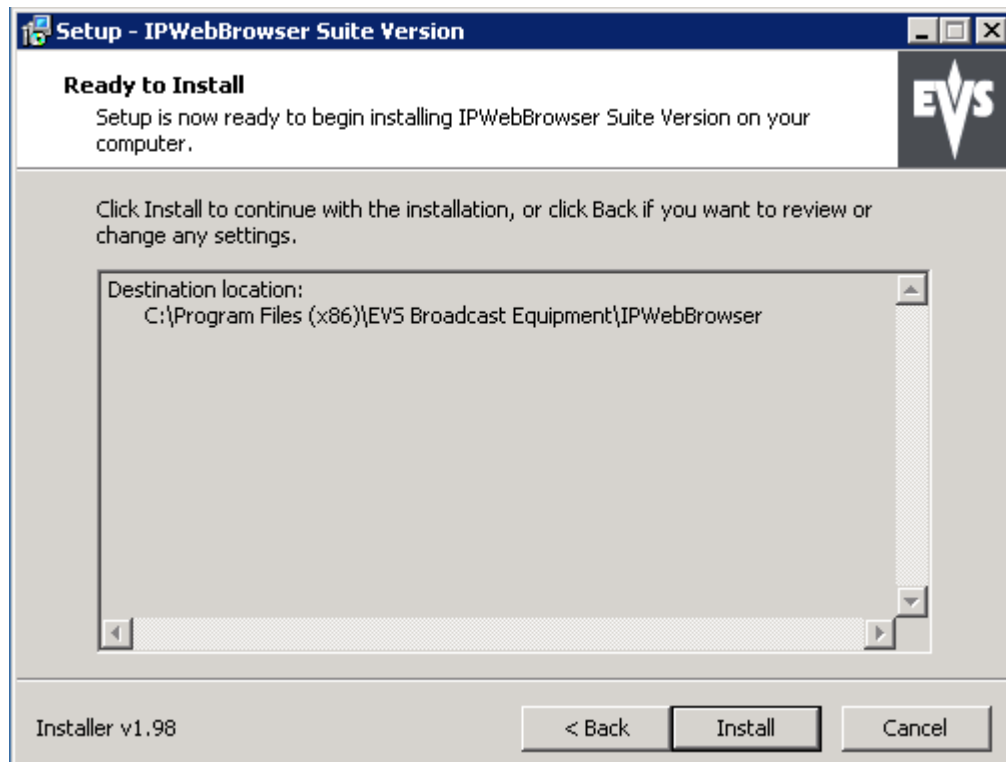 Setup - IPWebBrowser Suite Version
Ready to Install
Setup is now ready to begin installing IPWebBrowser Suite Version on your
computer.
EVS
Click Install to continue with the installation, or click Back if you want to review or
change any settings.
Destination location:
C:\Program Files (x86)\EVS Broadcast Equipment\IPWebBrowser
Installer v1.98
< Back
Install
Cancel